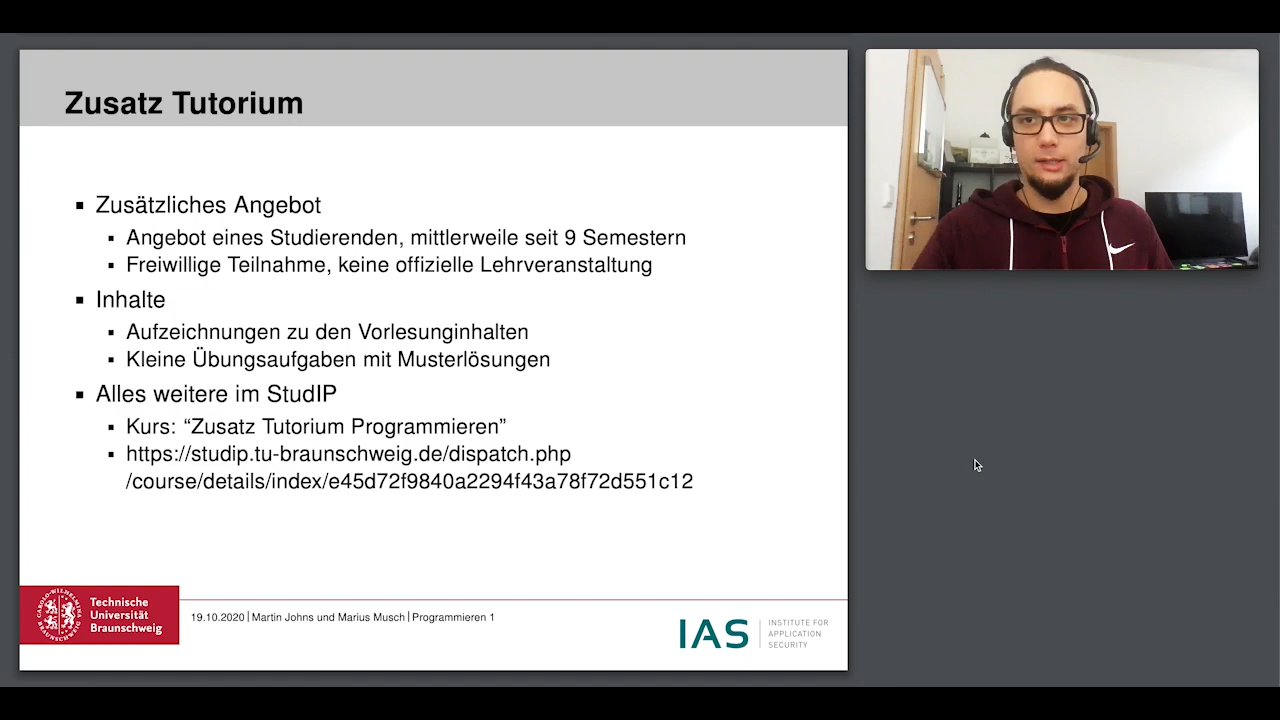 Zusatz Tutorium
Zusätzliches Angebot
Angebot eines Studierenden, mittlerweile seit 9 Semestern
Freiwillige Teilnahme, keine offizielle Lehrveranstaltung
Inhalte
Aufzeichnungen zu den Vorlesunginhalten
Kleine Übungsaufgaben mit Musterlösungen
Alles weitere im StudIP
Kurs: “Zusatz Tutorium Programmieren”
https://studip.tu-braunschweig.de/dispatch.php
/course/details/index/e45d72f9840a2294f43a78f72d551c12
Technische
Universität
Braunschweig
19.10.2020 | Martin Johns und Marius Musch | Programmieren 1
IAS
INSTITUTE FOR
APPLICATION
SECURITY